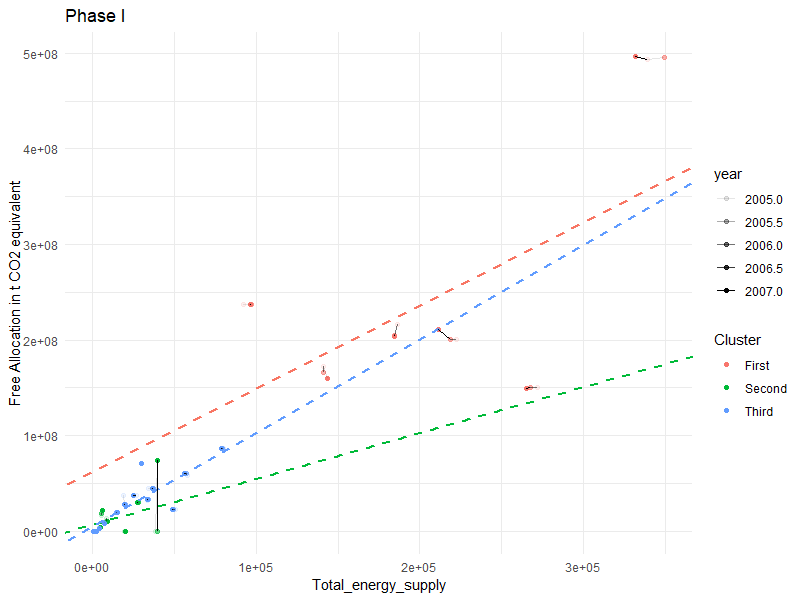 Phase I
Free Allocation in t CO2 equivalent
5e+08
4e+08
3e+08
2e+08
1e+08
0e+00
0e+00 1e+05 2e+05 3e+05
Total_energy_supply
year
2005.0
2005.5
2006.0
2006.5
2007.0
Cluster
First
Second
Third